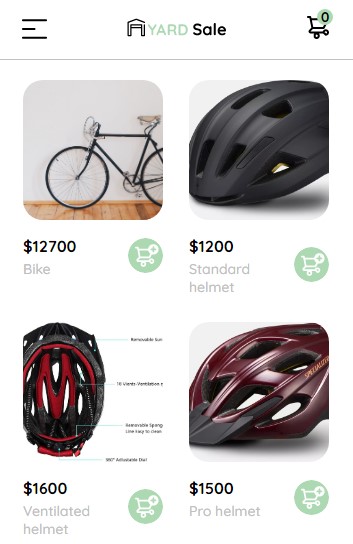 YARD Sale
0
$12700
Bike
$1200
Standard
helmet
Removable Sun
10 Vents-Ventilation
Removable Spong
Line Easy to clean
360° Adjustable Dial
SPECIALIZED
$1600
Ventilated
helmet
$1500
Pro helmet